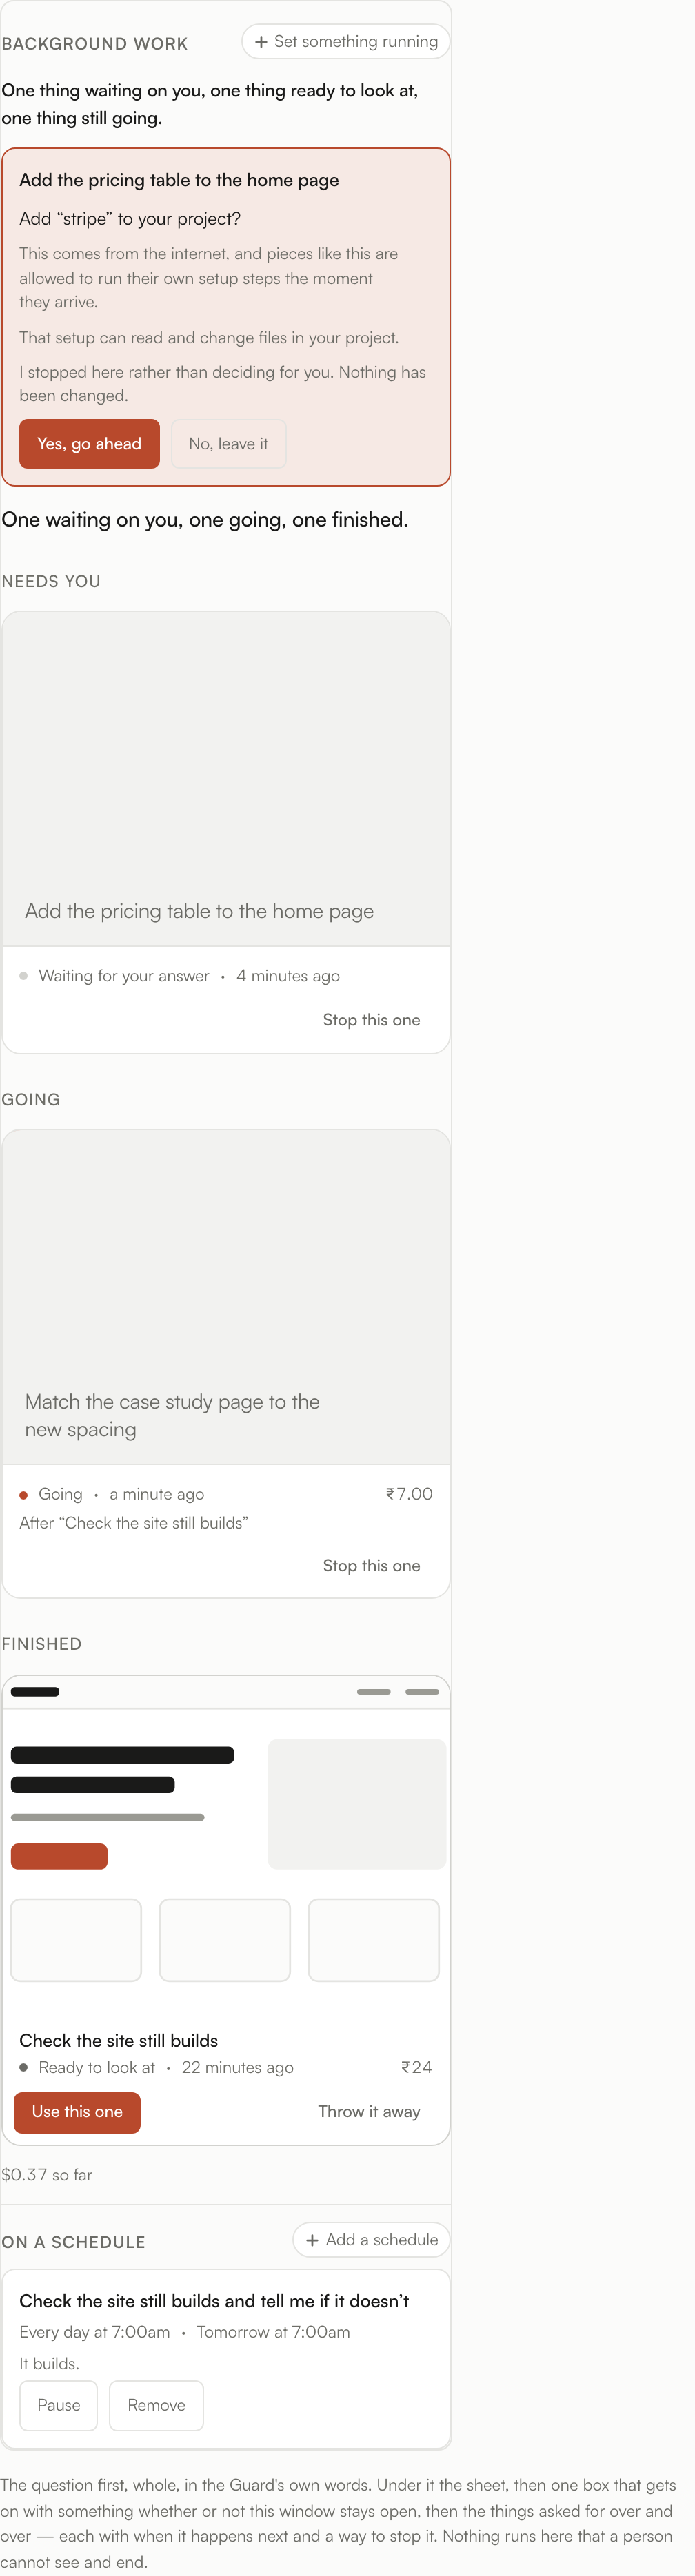 BACKGROUND WORK
+ Set something running
One thing waiting on you, one thing ready to look at,
one thing still going.
Add the pricing table to the home page
Add “stripe” to your project?
This comes from the internet, and pieces like this are
allowed to run their own setup steps the moment
they arrive.
That setup can read and change files in your project.
I stopped here rather than deciding for you. Nothing has
been changed.
Yes, go ahead
No, leave it
One waiting on you, one going, one finished.
NEEDS YOU
Add the pricing table to the home page
Waiting for your answer · 4 minutes ago
Stop this one
GOING
Match the case study page to the
new spacing
Going · a minute ago
₹7.00
After “Check the site still builds”
Stop this one
FINISHED
Check the site still builds
Ready to look at · 22 minutes ago
₹24
Use this one
Throw it away
$0.37 so far
ON A SCHEDULE
+ Add a schedule
Check the site still builds and tell me if it doesn’t
Every day at 7:00am · Tomorrow at 7:00am
It builds.
Pause
Remove
The question first, whole, in the Guard's own words. Under it the sheet, then one box that gets
on with something whether or not this window stays open, then the things asked for over and
over — each with when it happens next and a way to stop it. Nothing runs here that a person
cannot see and end.